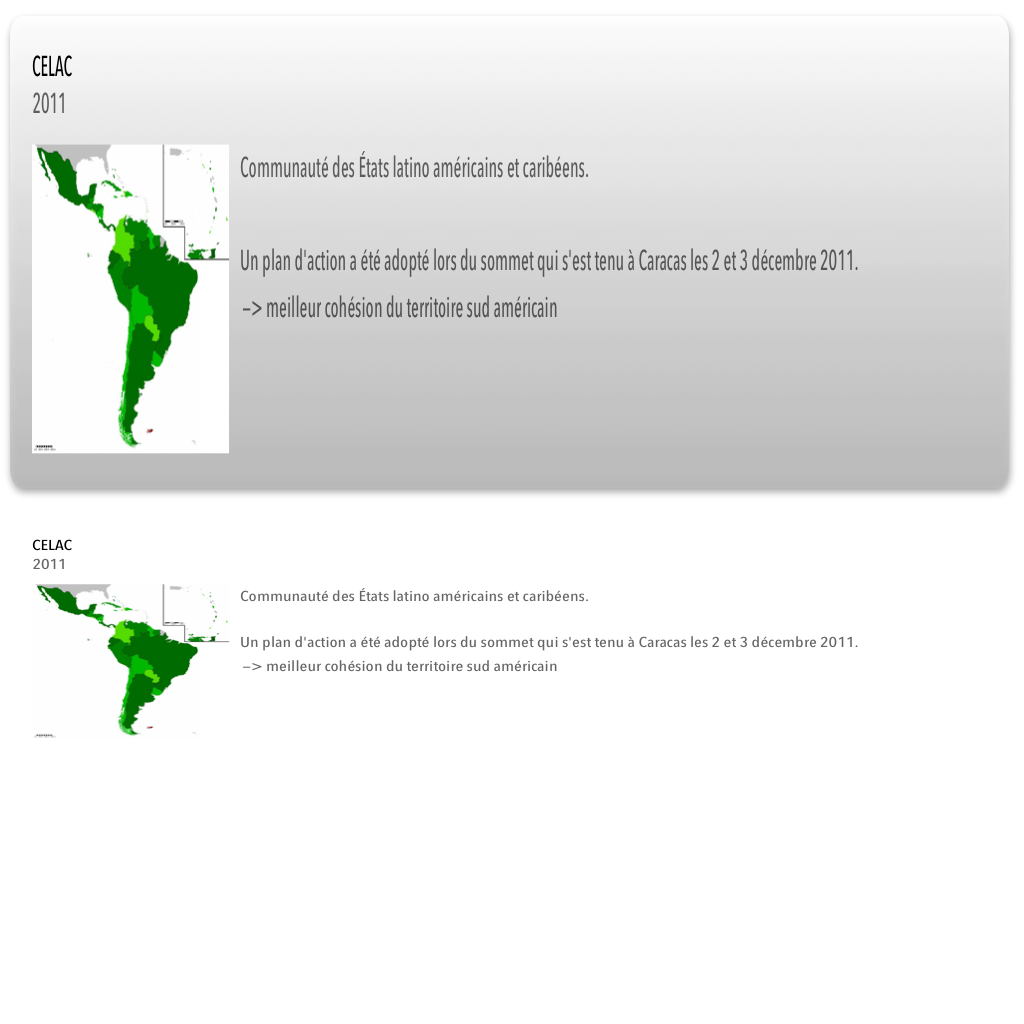 CELAC
2011
Communauté des États latino américains et caribéens.
Un plan d'action a été adopté lors du sommet qui s'est tenu à Caracas les 2 et 3 décembre 2011.
–> meilleur cohésion du territoire sud américain
CELAC
2011
Communauté des États latino américains et caribéens.
Un plan d'action a été adopté lors du sommet qui s'est tenu à Caracas les 2 et 3 décembre 2011.
–> meilleur cohésion du territoire sud américain